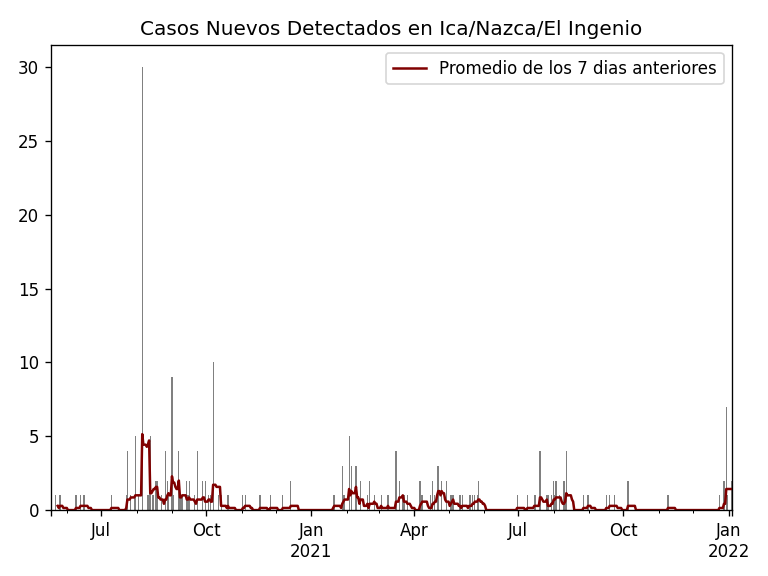 Casos Nuevos Detectados en Ica/Nazca/El Ingenio
Promedio de los 7 dias anteriores
30
25
20
15
10
5
0
Jul Oct Jan Apr Jul Oct Jan
2021 2022